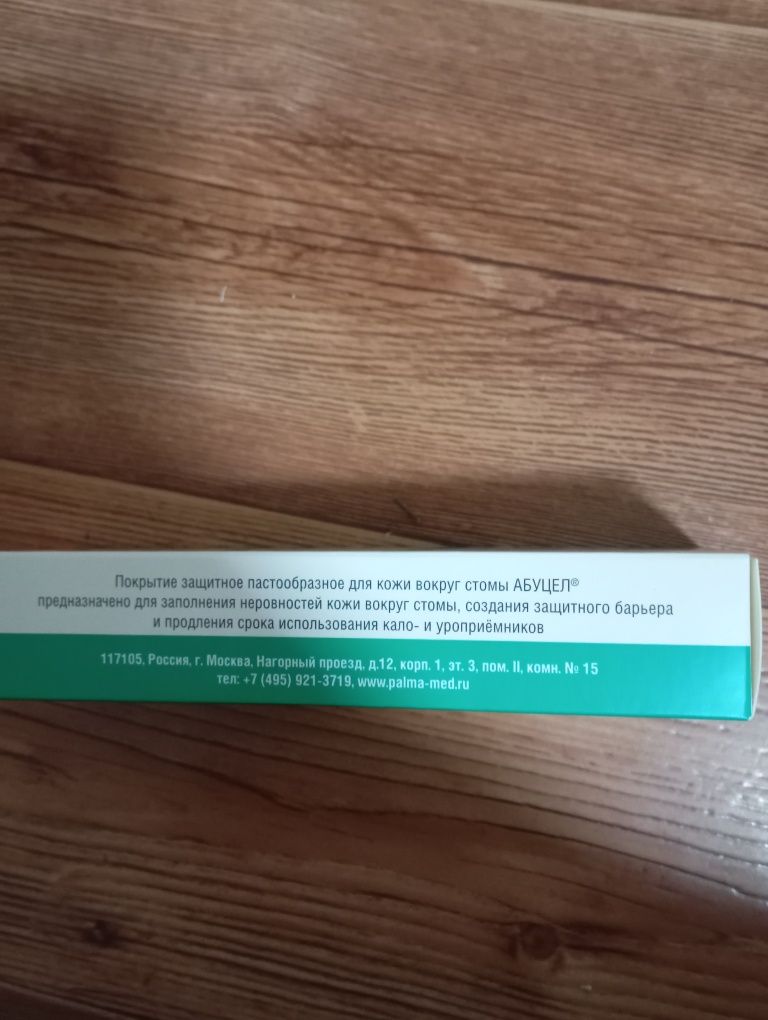 Покрытие защитное пастообразное для кожи вокруг стомы АБУЦЕЛ®
предназначено для заполнения неровностей кожи вокруг стомы, создания защитного барьера
и продления срока использования кало- и уроприёмников
117105, Россия, г. Москва, Нагорный проезд, д.12, корп. 1, эт. 3, пом. II, комн. № 15
тел: +7 (495) 921-3719, www.palma-med.ru